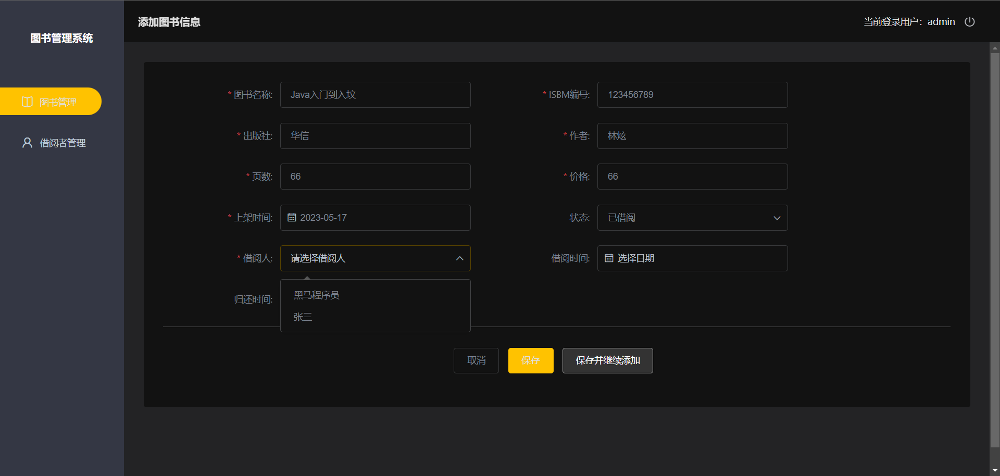 图书管理系统
图书管理
借阅者管理
添加图书信息
当前登录用户：admin
* 图书名称: Java入门到入坟
* ISBM编号: 123456789
* 出版社: 华信
* 作者: 林炫
* 页数: 66
* 价格: 66
* 上架时间: 2023-05-17
状态: 已借阅
* 借阅人: 请选择借阅人
借阅时间: 选择日期
归还时间:
黑马程序员
张三
取消
保存
保存并继续添加